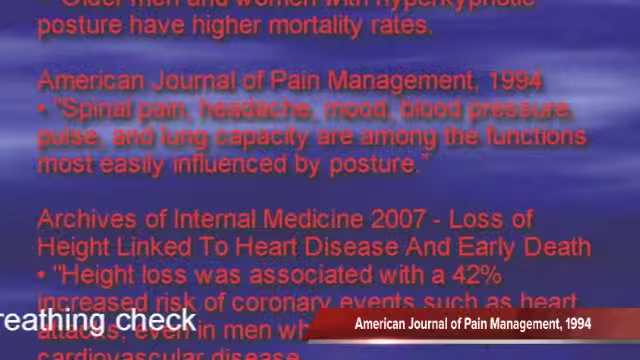 • "Older men and women with hyperkyphotic
posture have higher mortality rates.
American Journal of Pain Management, 1994
• "Spinal pain, headache, mood, blood pressure,
pulse, and lung capacity are among the functions
most easily influenced by posture."
Archives of Internal Medicine 2007 - Loss of
Height Linked To Heart Disease And Early Death
• "Height loss was associated with a 42%
increased risk of coronary events such as heart
attacks, even in men
cardiovascular disease
reathing check
American Journal of Pain Management, 1994